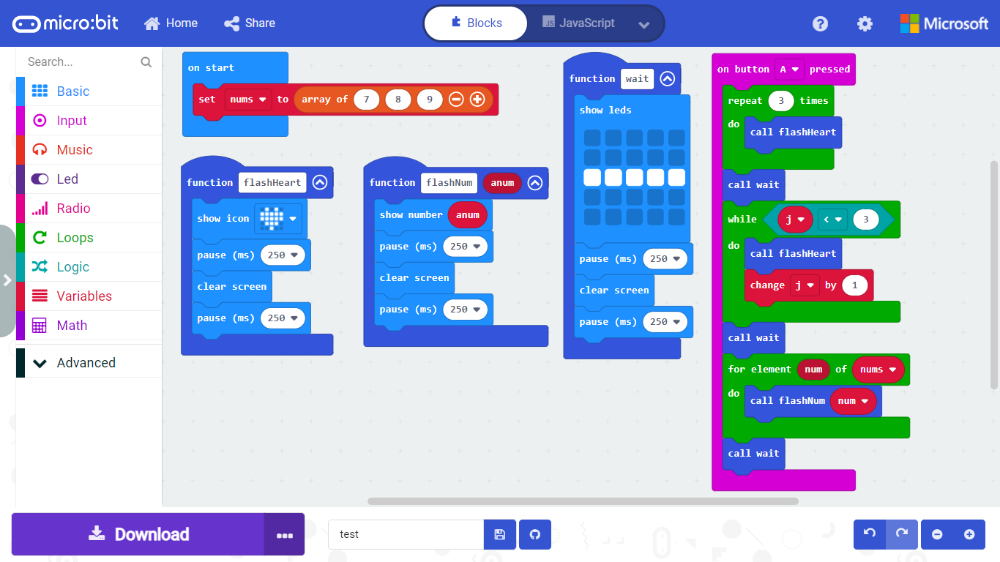 micro:bit Home Share Blocks JavaScript Microsoft
Search...
Basic
Input
Music
Led
Radio
Loops
Logic
Variables
Math
Advanced
on start
set nums to array of 7 8 9
function flashHeart
show icon
pause (ms) 250
clear screen
pause (ms) 250
function flashNum anum
show number anum
pause (ms) 250
clear screen
pause (ms) 250
function wait
show leds
pause (ms) 250
clear screen
pause (ms) 250
on button A pressed
repeat 3 times
do
call flashHeart
call wait
while j < 3
do
call flashHeart
change j by 1
call wait
for element num of nums
do
call flashNum num
call wait
Download ... test